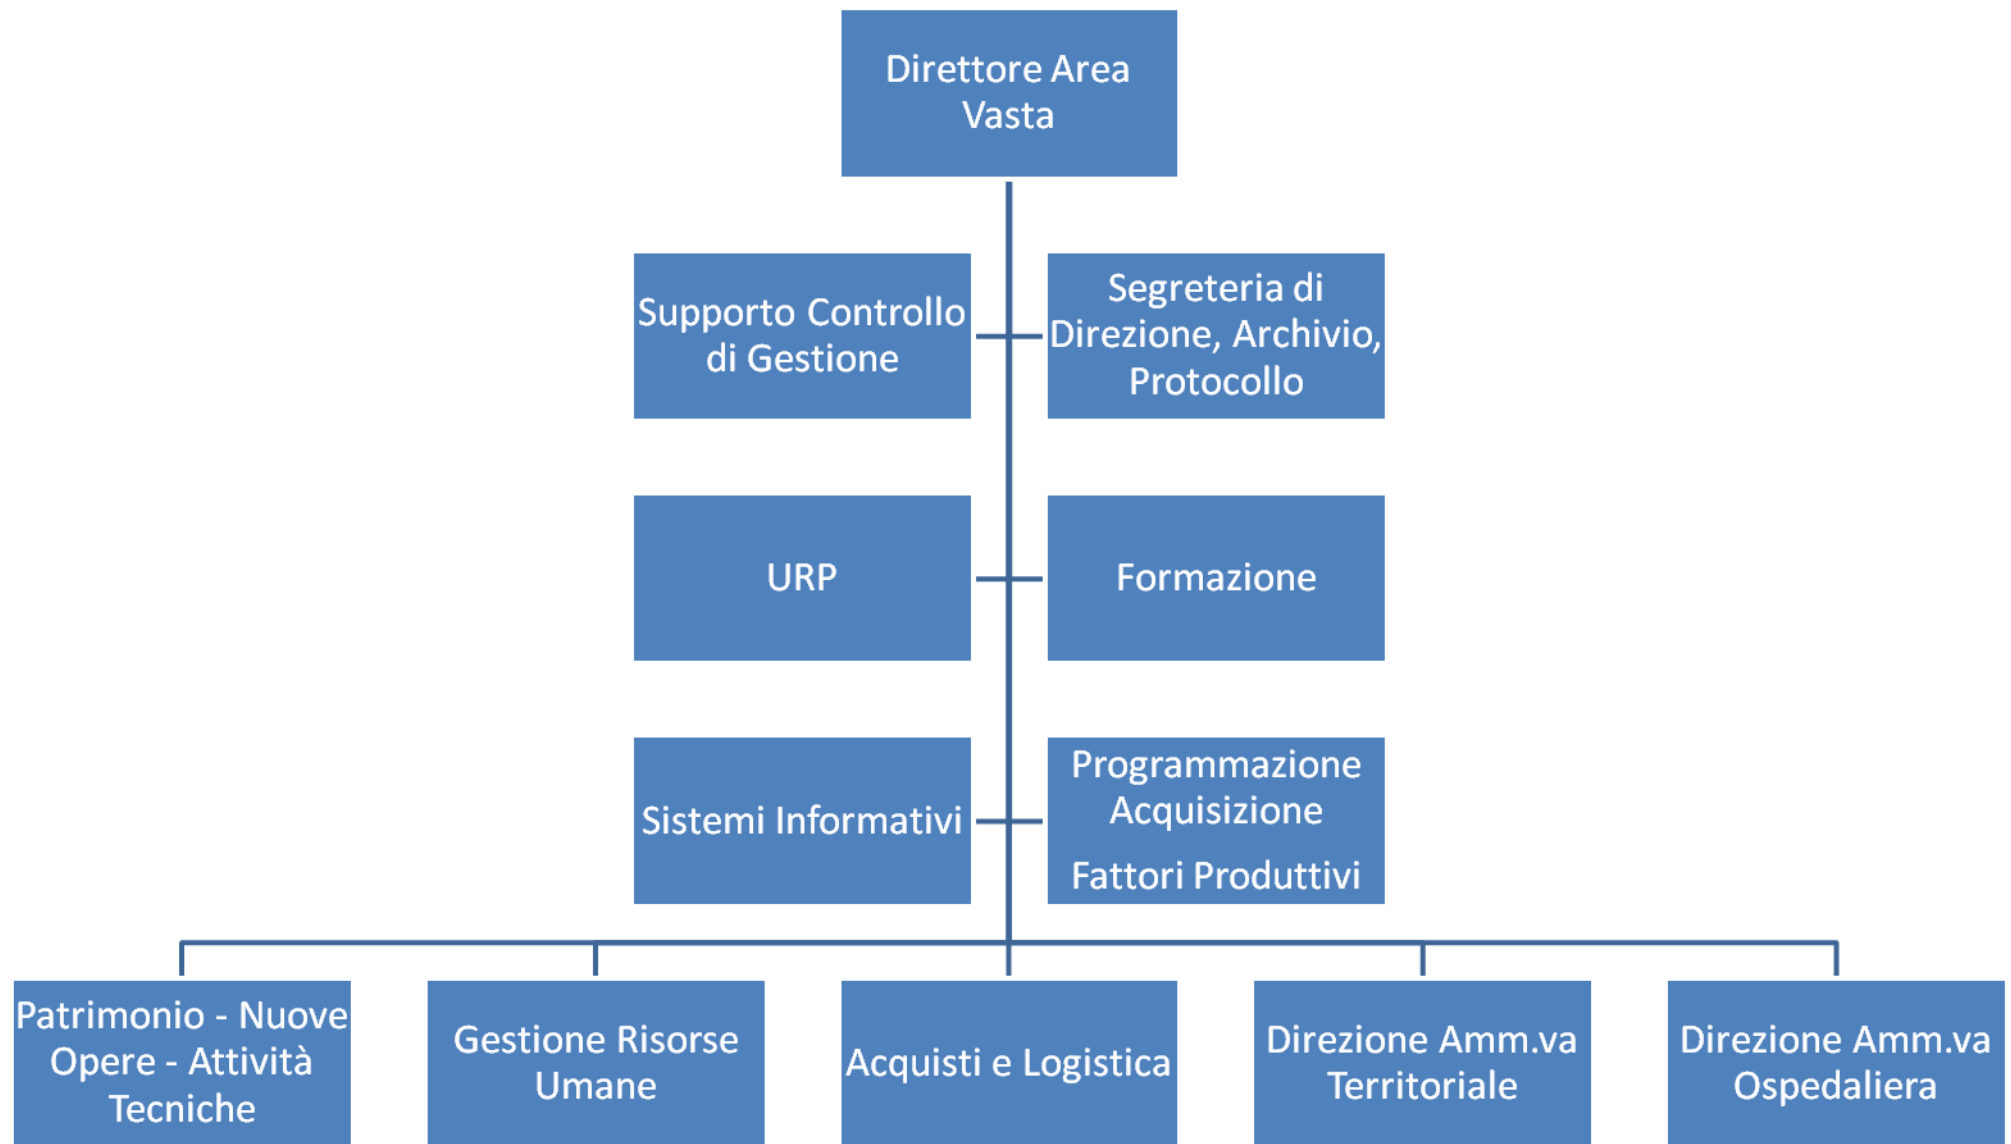 Direttore Area
Vasta
Supporto Controllo
di Gestione
Segreteria di
Direzione, Archivio,
Protocollo
URP
Formazione
Sistemi Informativi
Programmazione
Acquisizione
Fattori Produttivi
Patrimonio - Nuove
Opere - Attività
Tecniche
Gestione Risorse
Umane
Acquisti e Logistica
Direzione Amm.va
Territoriale
Direzione Amm.va
Ospedaliera